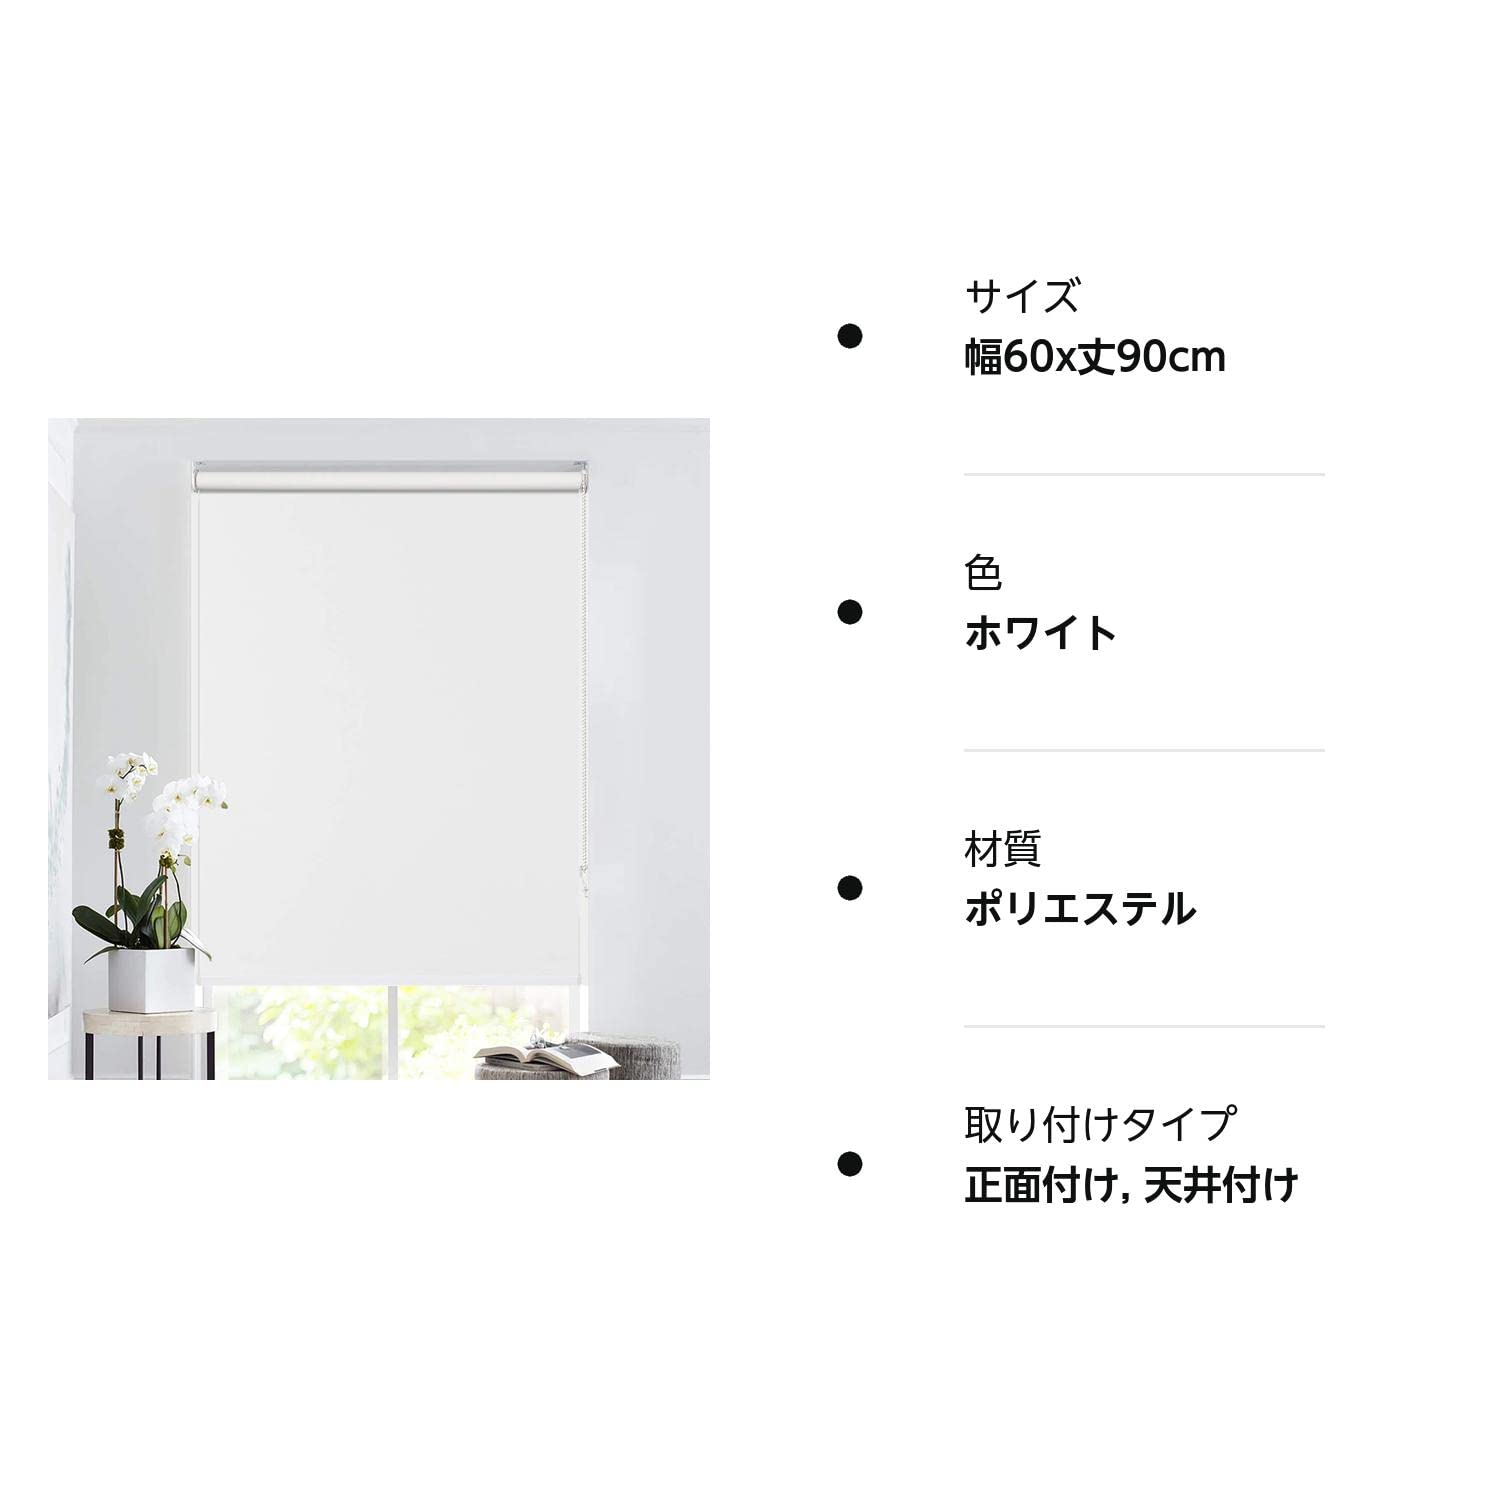 サイズ
幅60x丈90cm
色
ホワイト
材質
ポリエステル
取り付けタイプ
正面付け, 天井付け